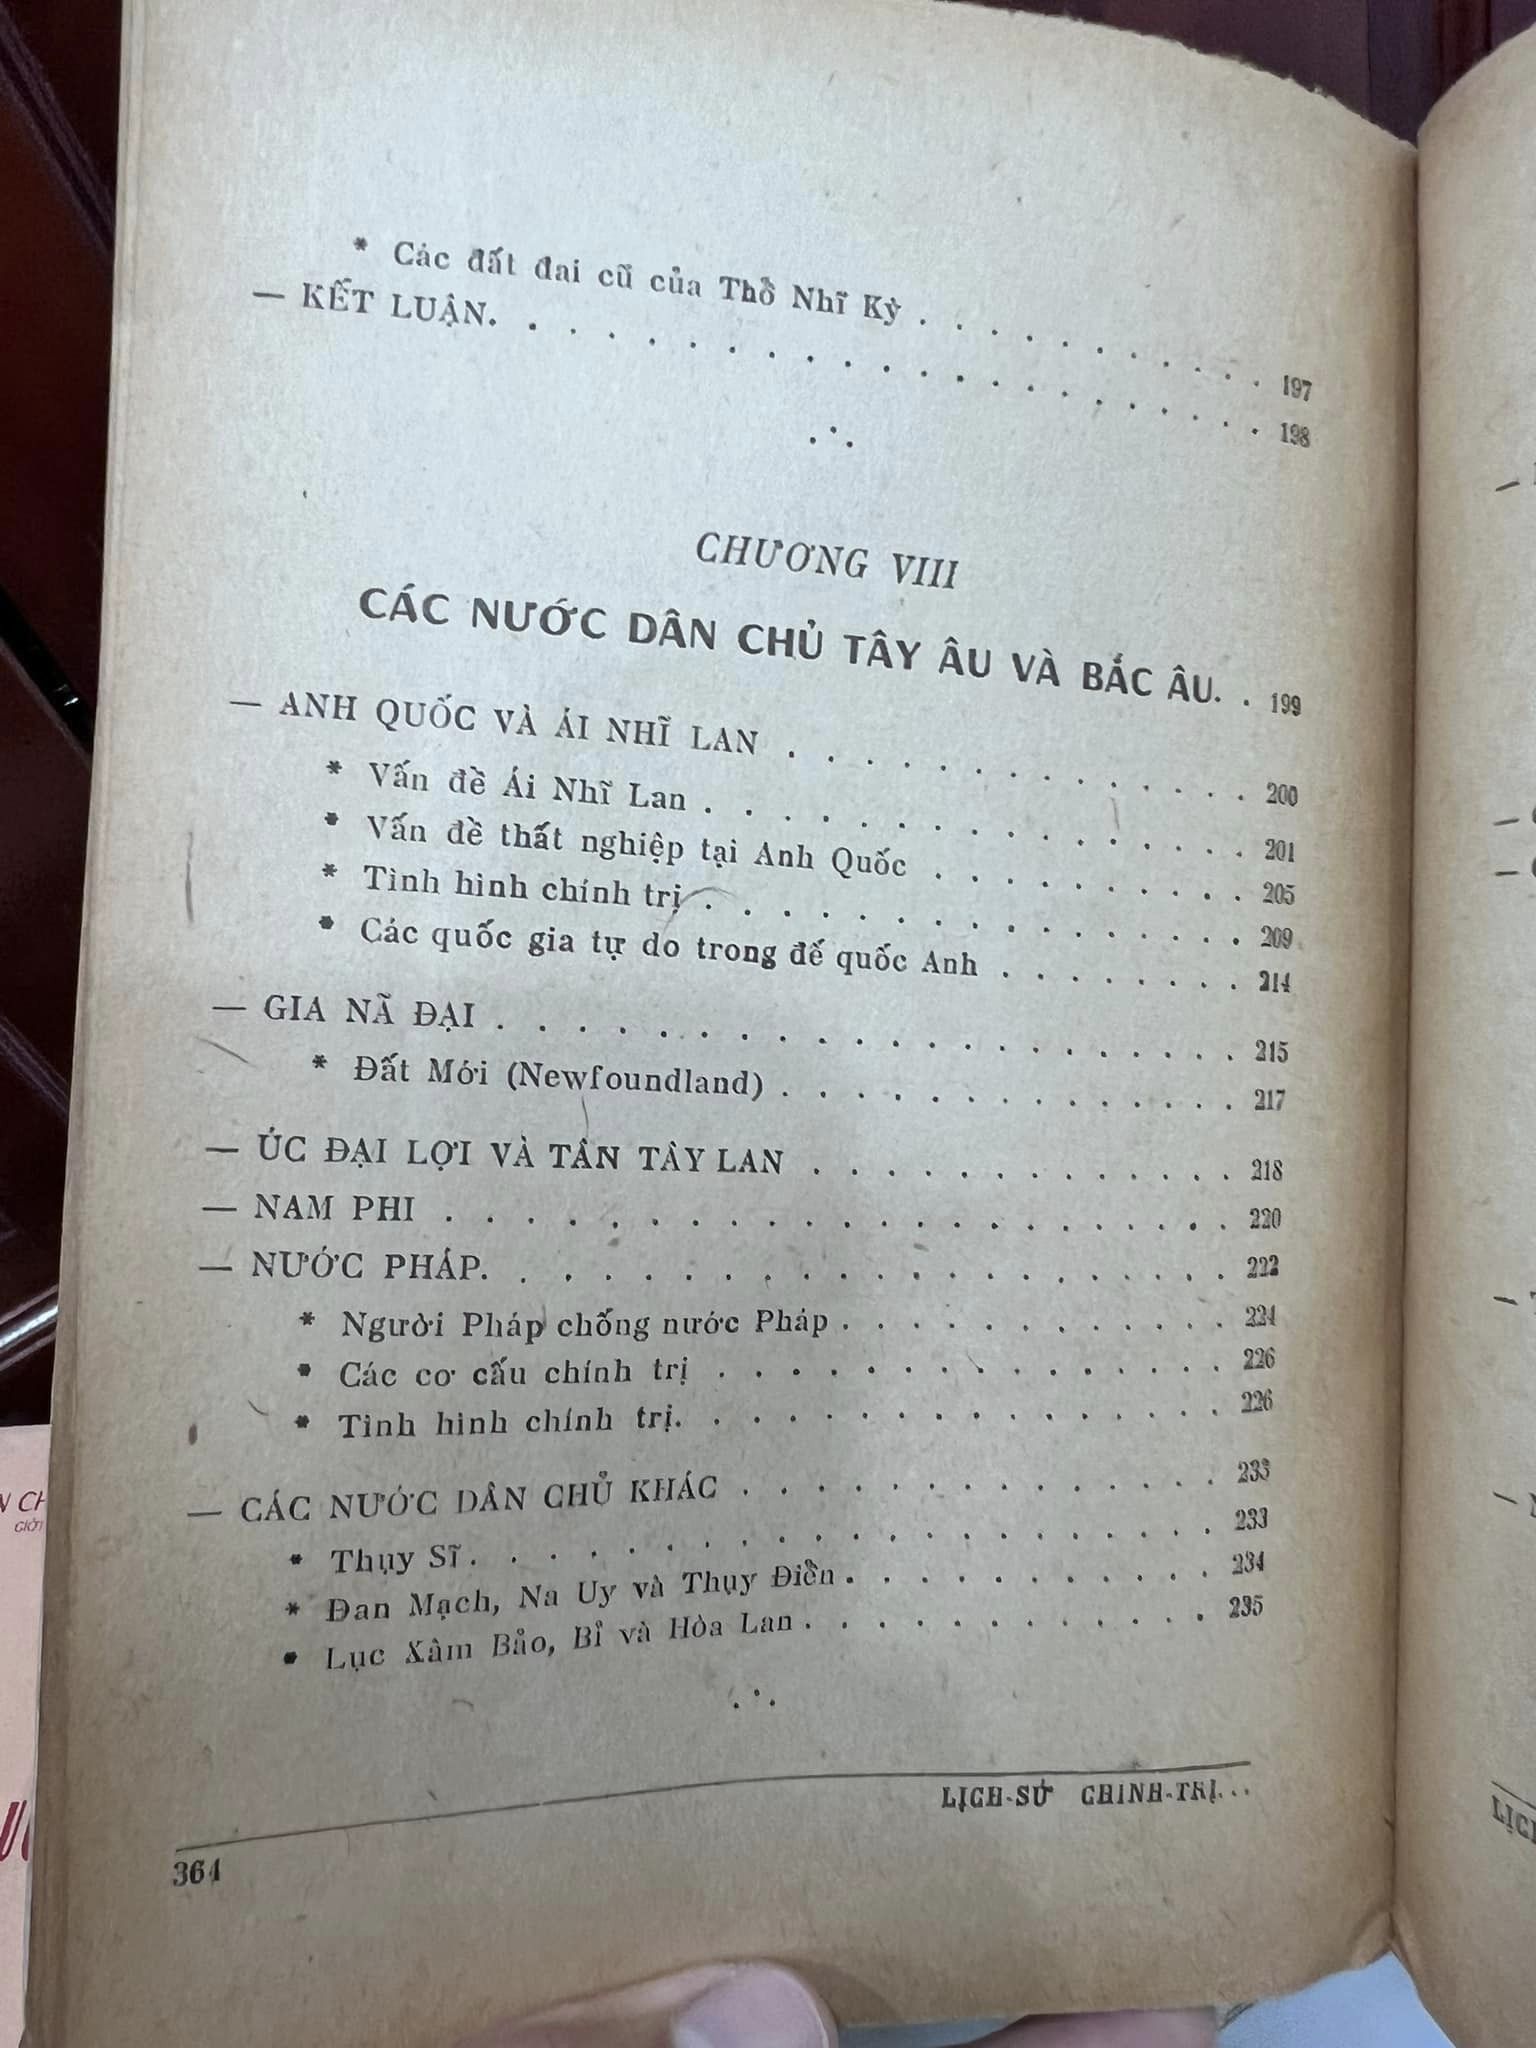 * Các đất đai cũ của Thổ Nhĩ Kỳ . . . . . . . . . . 197
— KẾT LUẬN. . . . . . . . . . . . . . . . . . . . 198
CHƯƠNG VIII
CÁC NƯỚC DÂN CHỦ TÂY ÂU VÀ BẮC ÂU. . 199
— ANH QUỐC VÀ ÁI NHĨ LAN . . . . . . . . . . . . 200
* Vấn đề Ái Nhĩ Lan . . . . . . . . . . . . . . 201
* Vấn đề thất nghiệp tại Anh Quốc . . . . . . . . . 205
* Tình hình chính trị . . . . . . . . . . . . . . 209
* Các quốc gia tự do trong đế quốc Anh . . . . . . . 214
— GIA NÃ ĐẠI . . . . . . . . . . . . . . . . . . 215
* Đất Mới (Newfoundland) . . . . . . . . . . . . 217
— ÚC ĐẠI LỢI VÀ TÂN TÂY LAN . . . . . . . . . . . 218
— NAM PHI . . . . . . . . . . . . . . . . . . . 220
— NƯỚC PHÁP. . . . . . . . . . . . . . . . . . . 222
* Người Pháp chống nước Pháp . . . . . . . . . . . 224
* Các cơ cấu chính trị . . . . . . . . . . . . . 226
* Tình hình chính trị. . . . . . . . . . . . . . 226
— CÁC NƯỚC DÂN CHỦ KHÁC . . . . . . . . . . . . 233
* Thụy Sĩ . . . . . . . . . . . . . . . . . . . 233
* Đan Mạch, Na Uy và Thụy Điển . . . . . . . . . . 234
* Lục Xâm Bảo, Bỉ và Hòa Lan . . . . . . . . . . . 235
LỊCH-SỬ CHÍNH-TRỊ...
364